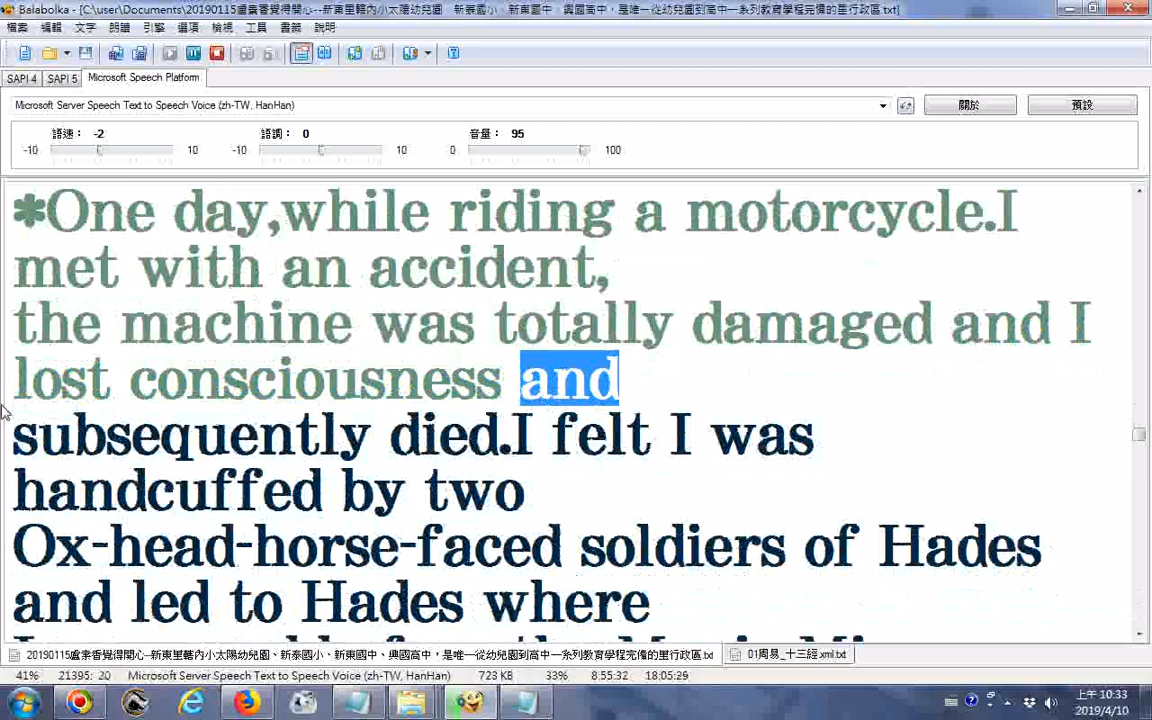 Balabolka - [C:\user\Documents\20190115盧素香覺得開心--新東里轄內小太陽幼兒園、新泰國小、新東國中、興國高中，是唯一從幼兒園到高中一系列教育學程完備的里行政區.txt]
檔案 編輯 文字 朗讀 引擎 選項 檢視 工具 書籤 說明
SAPI 4 SAPI 5 Microsoft Speech Platform
Microsoft Server Speech Text to Speech Voice (zh-TW, HanHan) 關於 預設
語速： -2 語調： 0 音量： 95
-10 10 -10 10 0 100
*One day,while riding a motorcycle.I
met with an accident,
the machine was totally damaged and I
lost consciousness and
subsequently died.I felt I was
handcuffed by two
Ox-head-horse-faced soldiers of Hades
and led to Hades where
20190115盧素香覺得開心--新東里轄內小太陽幼兒園、新泰國小、新東國中、興國高中，是唯一從幼兒園到高中一系列教育學程完備的里行政區.txt 01周易_十三經.xml.txt
41% 21395: 20 Microsoft Server Speech Text to Speech Voice (zh-TW, HanHan) 723 KB 33% 8:55:32 18:05:29
上午 10:33
2019/4/10